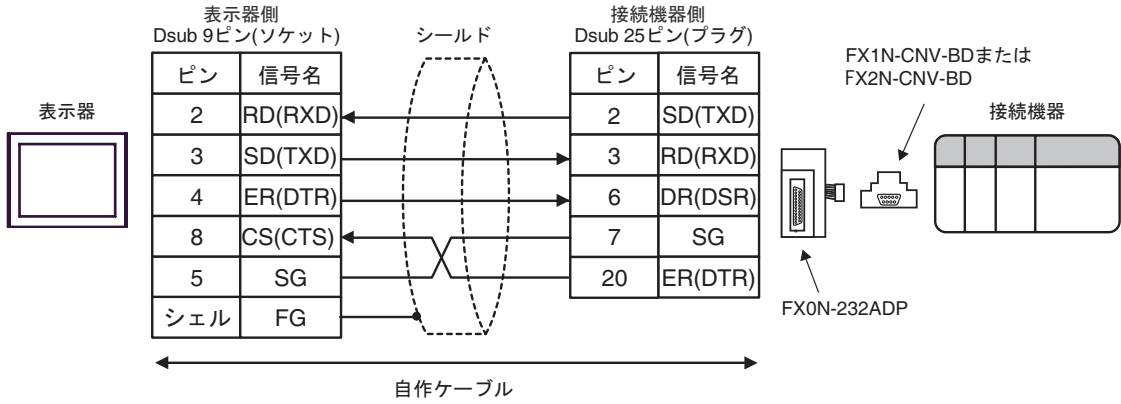 表示器側
Dsub 9ピン(ソケット)
シールド
接続機器側
Dsub 25ピン(プラグ)
FX1N-CNV-BDまたは
FX2N-CNV-BD
表示器
接続機器
ピン 信号名
2 RD(RXD)
3 SD(TXD)
4 ER(DTR)
8 CS(CTS)
5 SG
シェル FG
ピン 信号名
2 SD(TXD)
3 RD(RXD)
6 DR(DSR)
7 SG
20 ER(DTR)
FX0N-232ADP
自作ケーブル